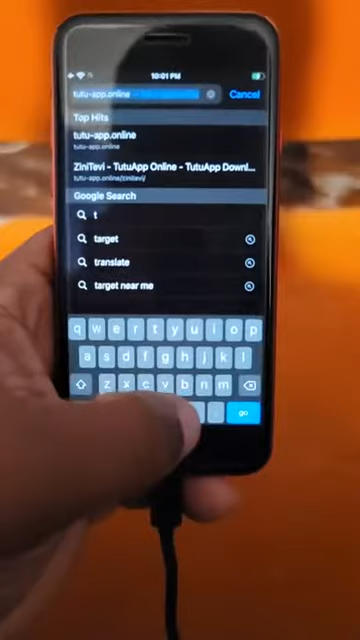 10:01 PM
tutu-app.online
Cancel
Top Hits
tutu-app.online
tutu-app.online
ZiniTevi - TutuApp Online - TutuApp Downl...
tutu-app.online/zinitevi/
Google Search
t
target
translate
target near me
q w e r t y u i o p
a s d f g h j k l
z x c v b n m
go